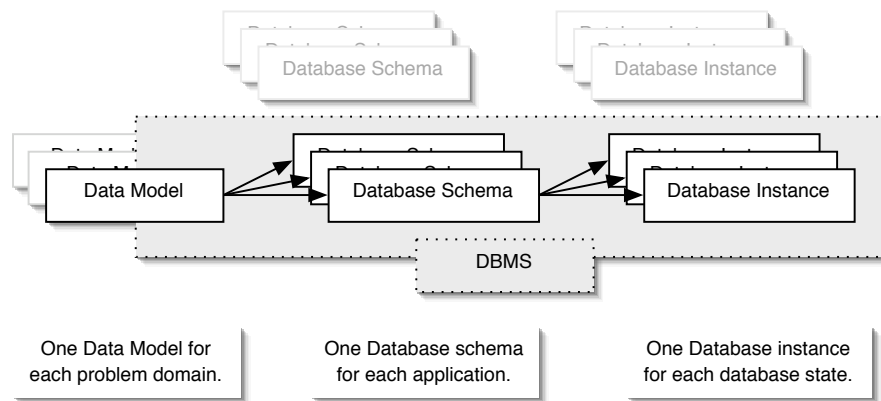 Database Schema
Database Instance
Data Model
Database Schema
Database Instance
DBMS
One Data Model for
each problem domain.
One Database schema
for each application.
One Database instance
for each database state.